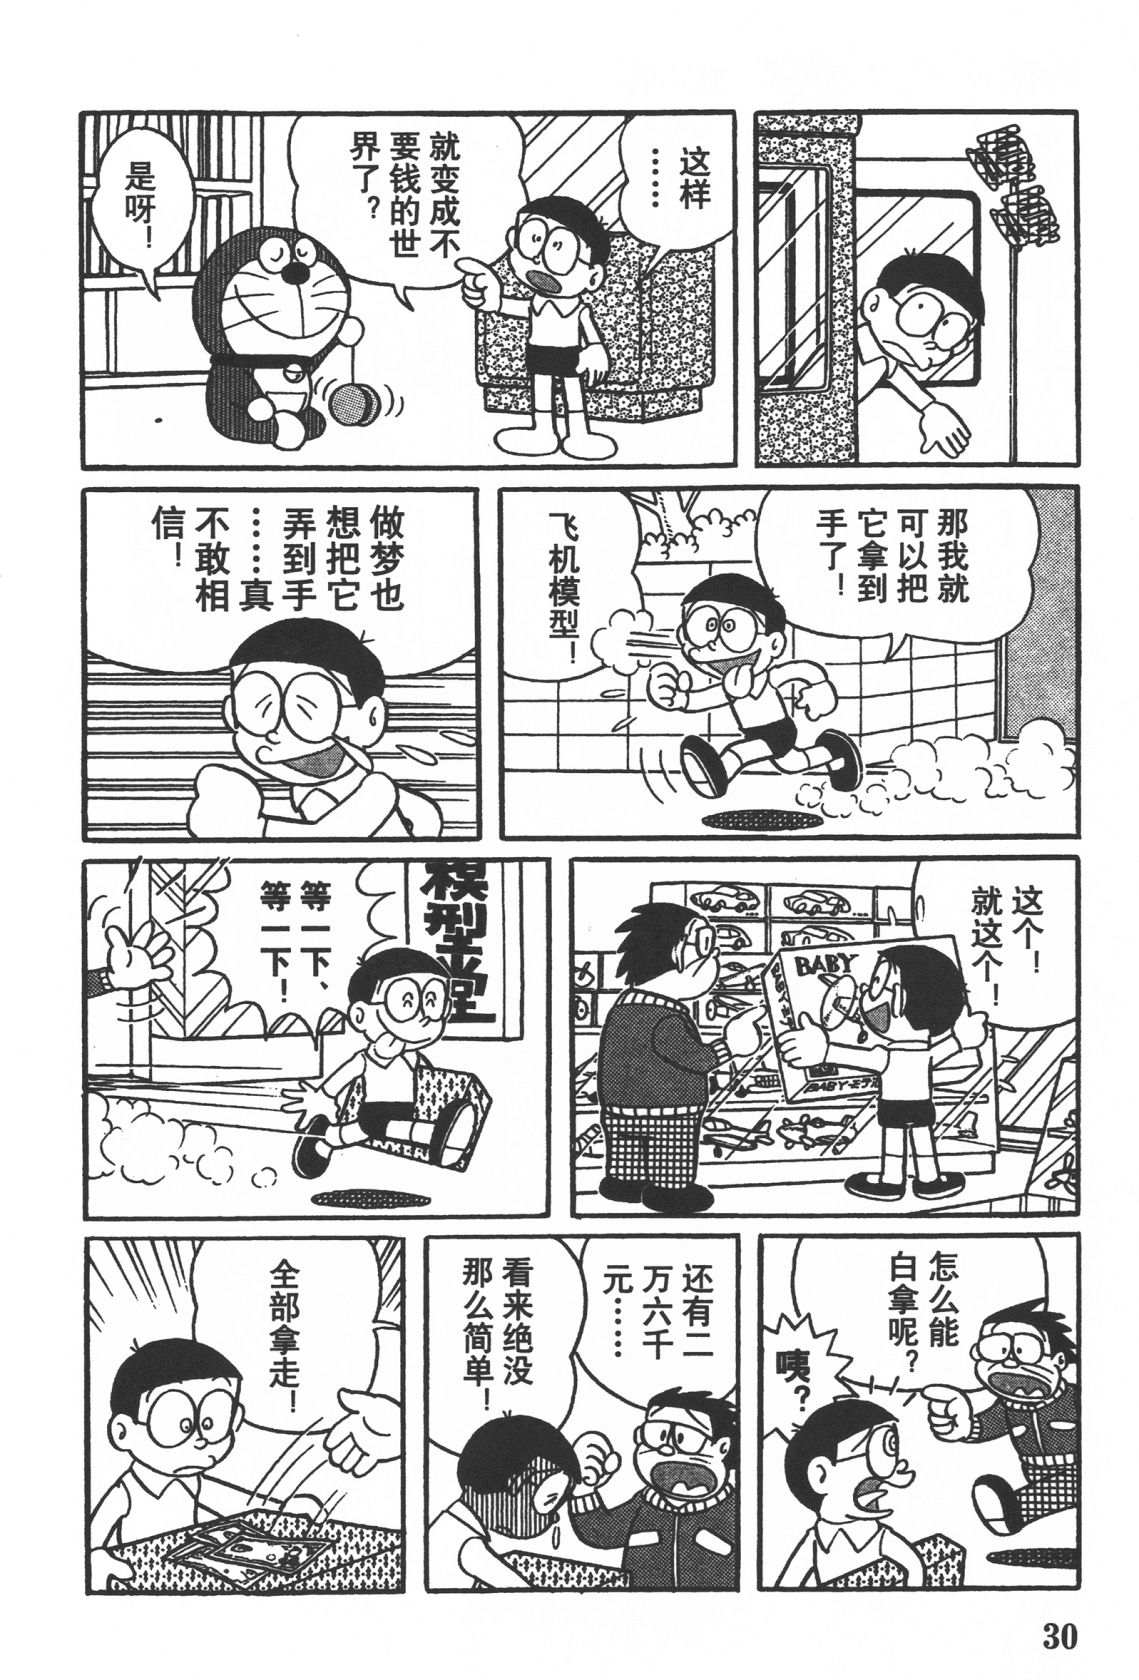 这样
……
就变成不
要钱的世
界了？
是呀！
那我就
可以把
它拿到
手了！
飞机模型！
做梦也
想把它
弄到手
……真
不敢相
信！
这个！
就这个！
BABY
模型堂
等一下、
等一下！
怎么能
白拿呢？
咦？
还有二
万六千
元……
看来绝没
那么简单！
全部拿走！
30